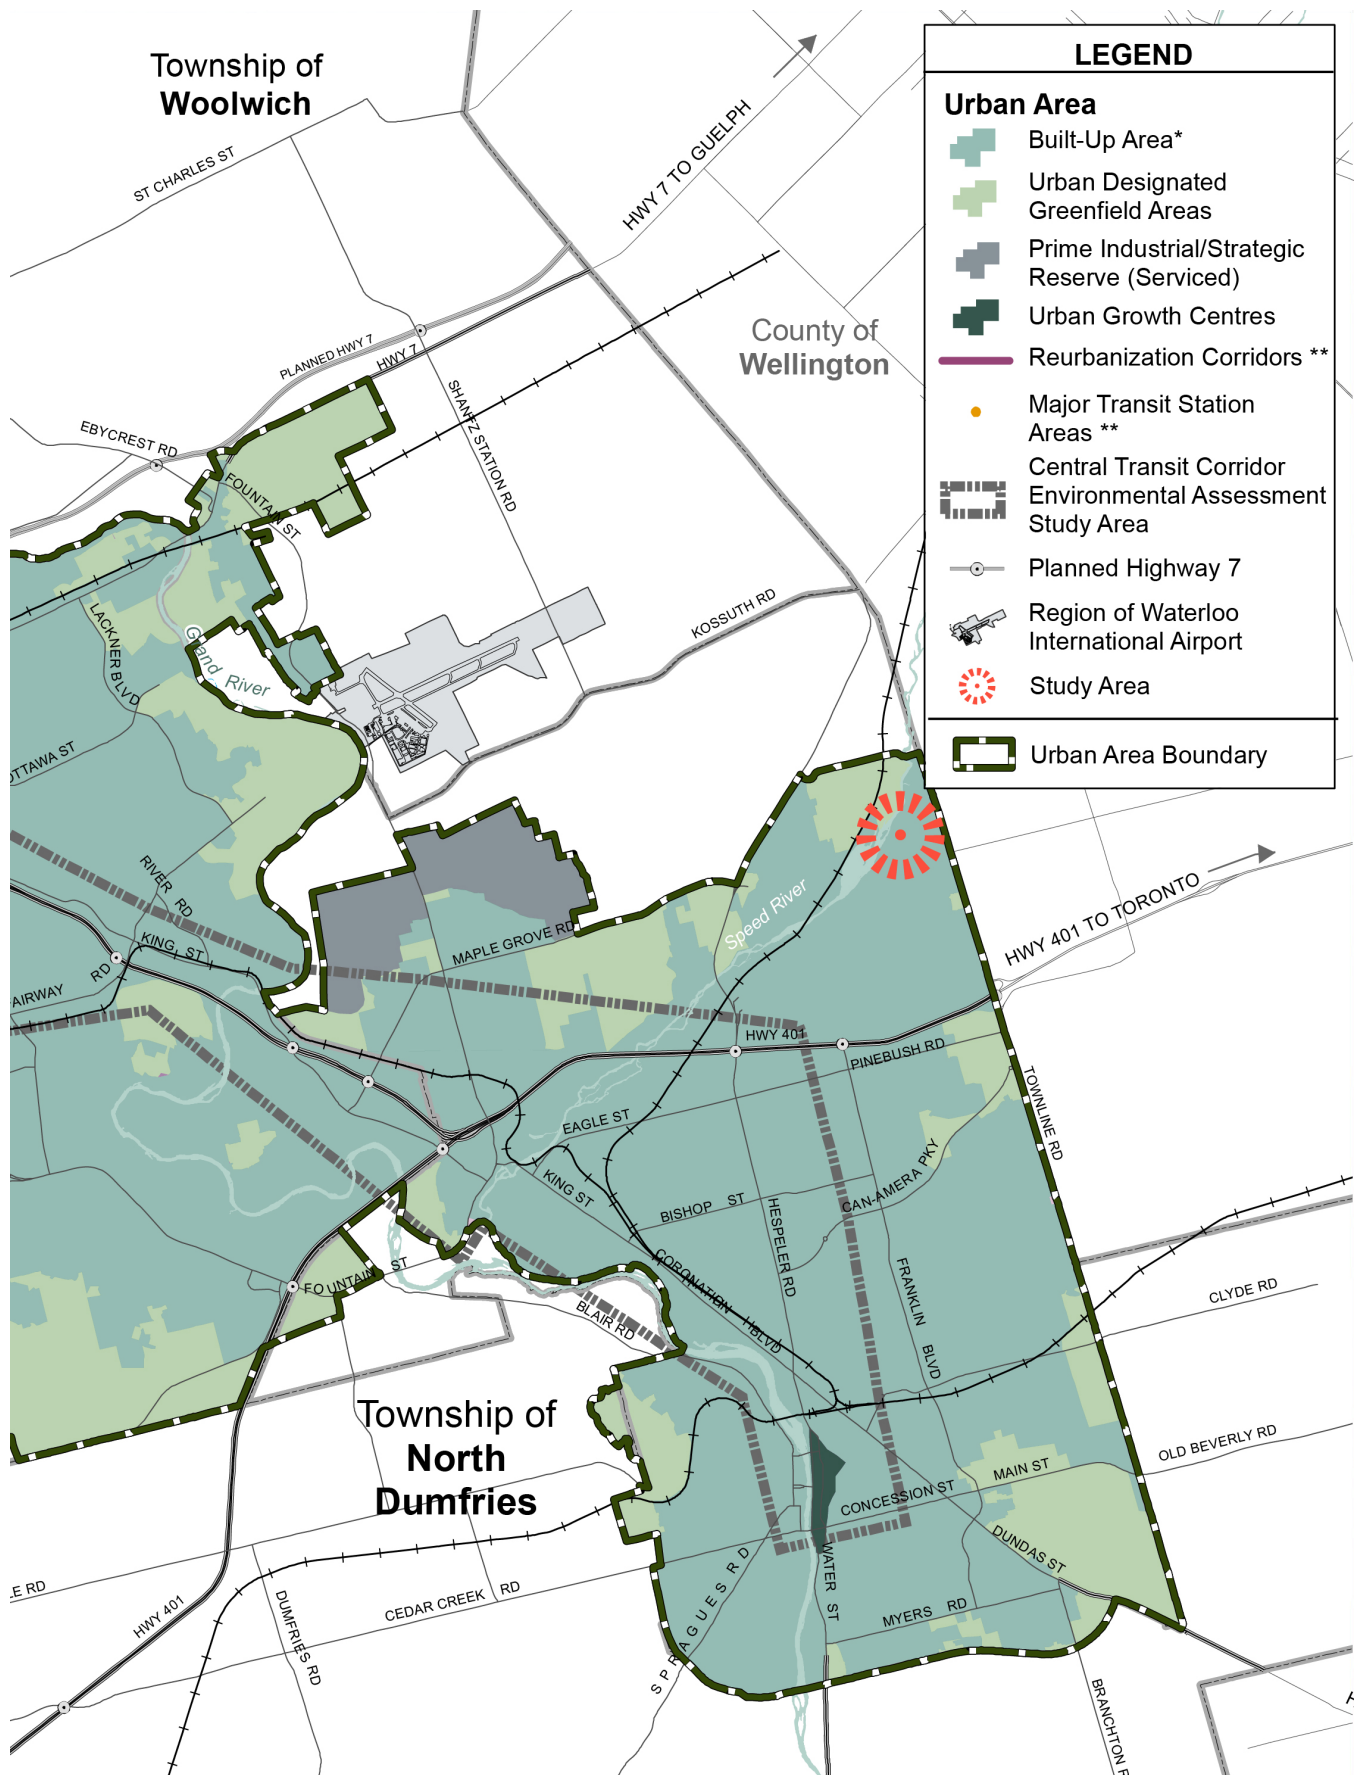 Township of
Woolwich
ST CHARLES ST
HWY 7 TO GUELPH
LEGEND
Urban Area
Built-Up Area*
Urban Designated
Greenfield Areas
Prime Industrial/Strategic
Reserve (Serviced)
Urban Growth Centres
Reurbanization Corridors **
Major Transit Station
Areas **
Central Transit Corridor
Environmental Assessment
Study Area
Planned Highway 7
Region of Waterloo
International Airport
Study Area
Urban Area Boundary
County of
Wellington
PLANNED HWY 7
HWY 7
SHANTZ STATION RD
EBYCREST RD
FOUNTAIN ST
LACKNER BLVD
Grand River
KOSSUTH RD
OTTAWA ST
RIVER RD
KING ST
RD
AIRWAY
MAPLE GROVE RD
Speed River
HWY 401 TO TORONTO
HWY 401
PINEBUSH RD
TOWNLINE RD
EAGLE ST
KING ST
BISHOP ST
CAN-AMERA PKY
HESPELER RD
FRANKLIN BLVD
CORONATION BLVD
FOUNTAIN ST
BLAIR RD
CLYDE RD
Township of
North
Dumfries
OLD BEVERLY RD
MAIN ST
CONCESSION ST
DUNDAS ST
WATER ST
SPRAGUES RD
MYERS RD
LE RD
CEDAR CREEK RD
HWY 401
DUMFRIES RD
BRANCHTON R